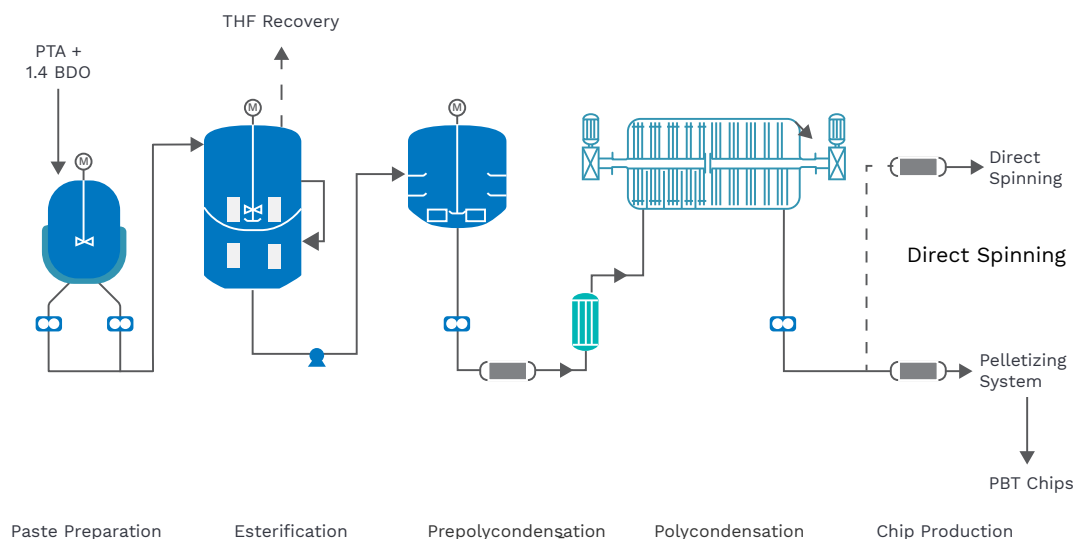 THF Recovery
PTA +
1.4 BDO
M
M
M
Direct
Spinning
Direct Spinning
Pelletizing
System
PBT Chips
Paste Preparation
Esterification
Prepolycondensation
Polycondensation
Chip Production